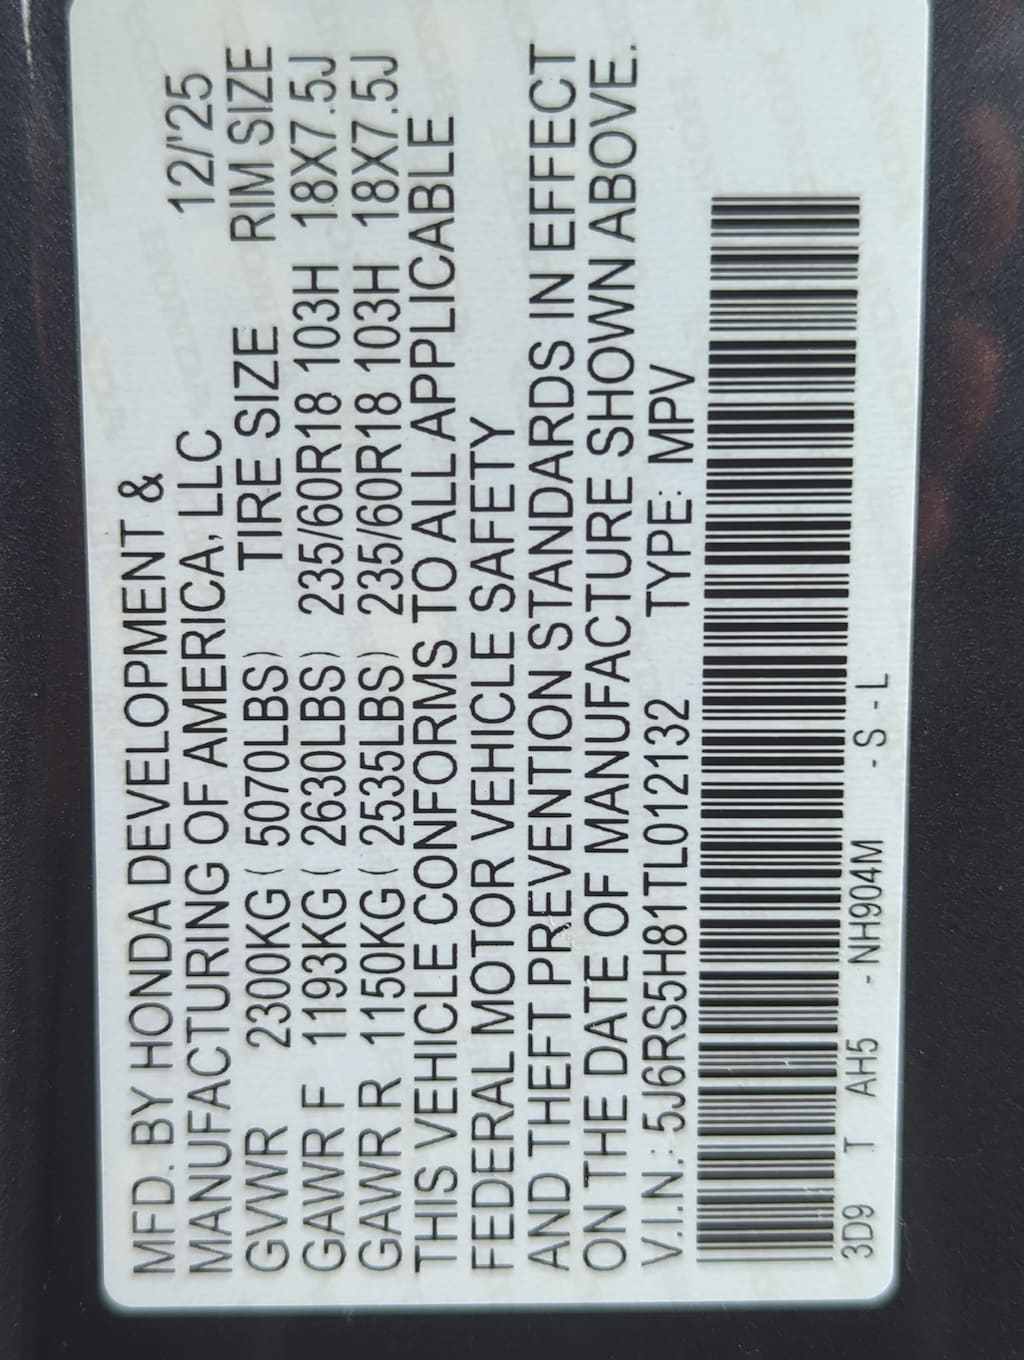 MFD. BY HONDA DEVELOPMENT &
MANUFACTURING OF AMERICA, LLC 12/'25
GVWR 2300KG ( 5070LBS) TIRE SIZE RIM SIZE
GAWR F 1193KG ( 2630LBS) 235/60R18 103H 18X7.5J
GAWR R 1150KG ( 2535LBS) 235/60R18 103H 18X7.5J
THIS VEHICLE CONFORMS TO ALL APPLICABLE
FEDERAL MOTOR VEHICLE SAFETY
AND THEFT PREVENTION STANDARDS IN EFFECT
ON THE DATE OF MANUFACTURE SHOWN ABOVE.
V.I.N.: 5J6RS5H81TL012132 TYPE: MPV
3D9 T AH5 - NH904M - S - L